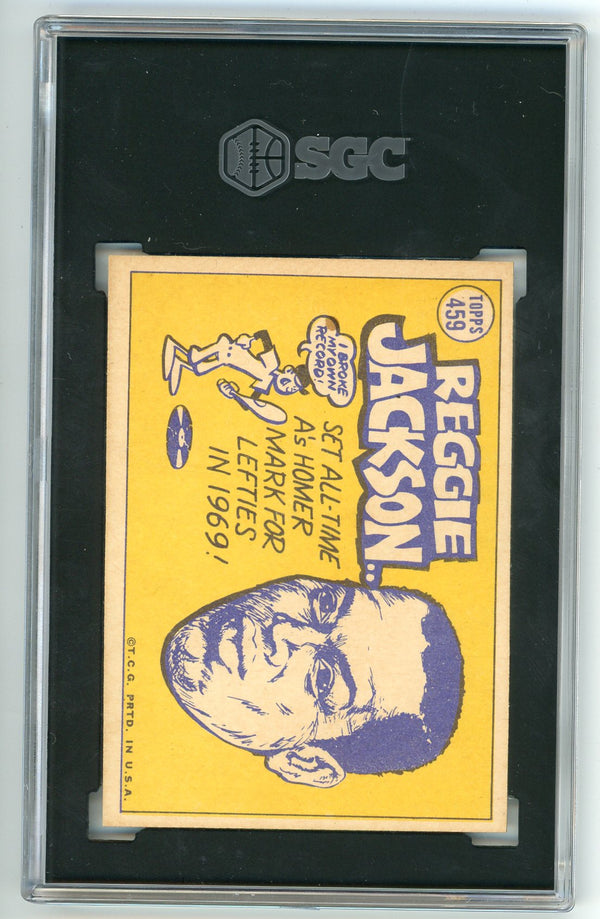 SGC
TOPPS
459
REGGIE
JACKSON..
I BROKE
MY OWN
RECORD!
SET ALL-TIME
A's HOMER
MARK FOR
LEFTIES
IN 1969!
©T.C.G. PRTD. IN U.S.A.